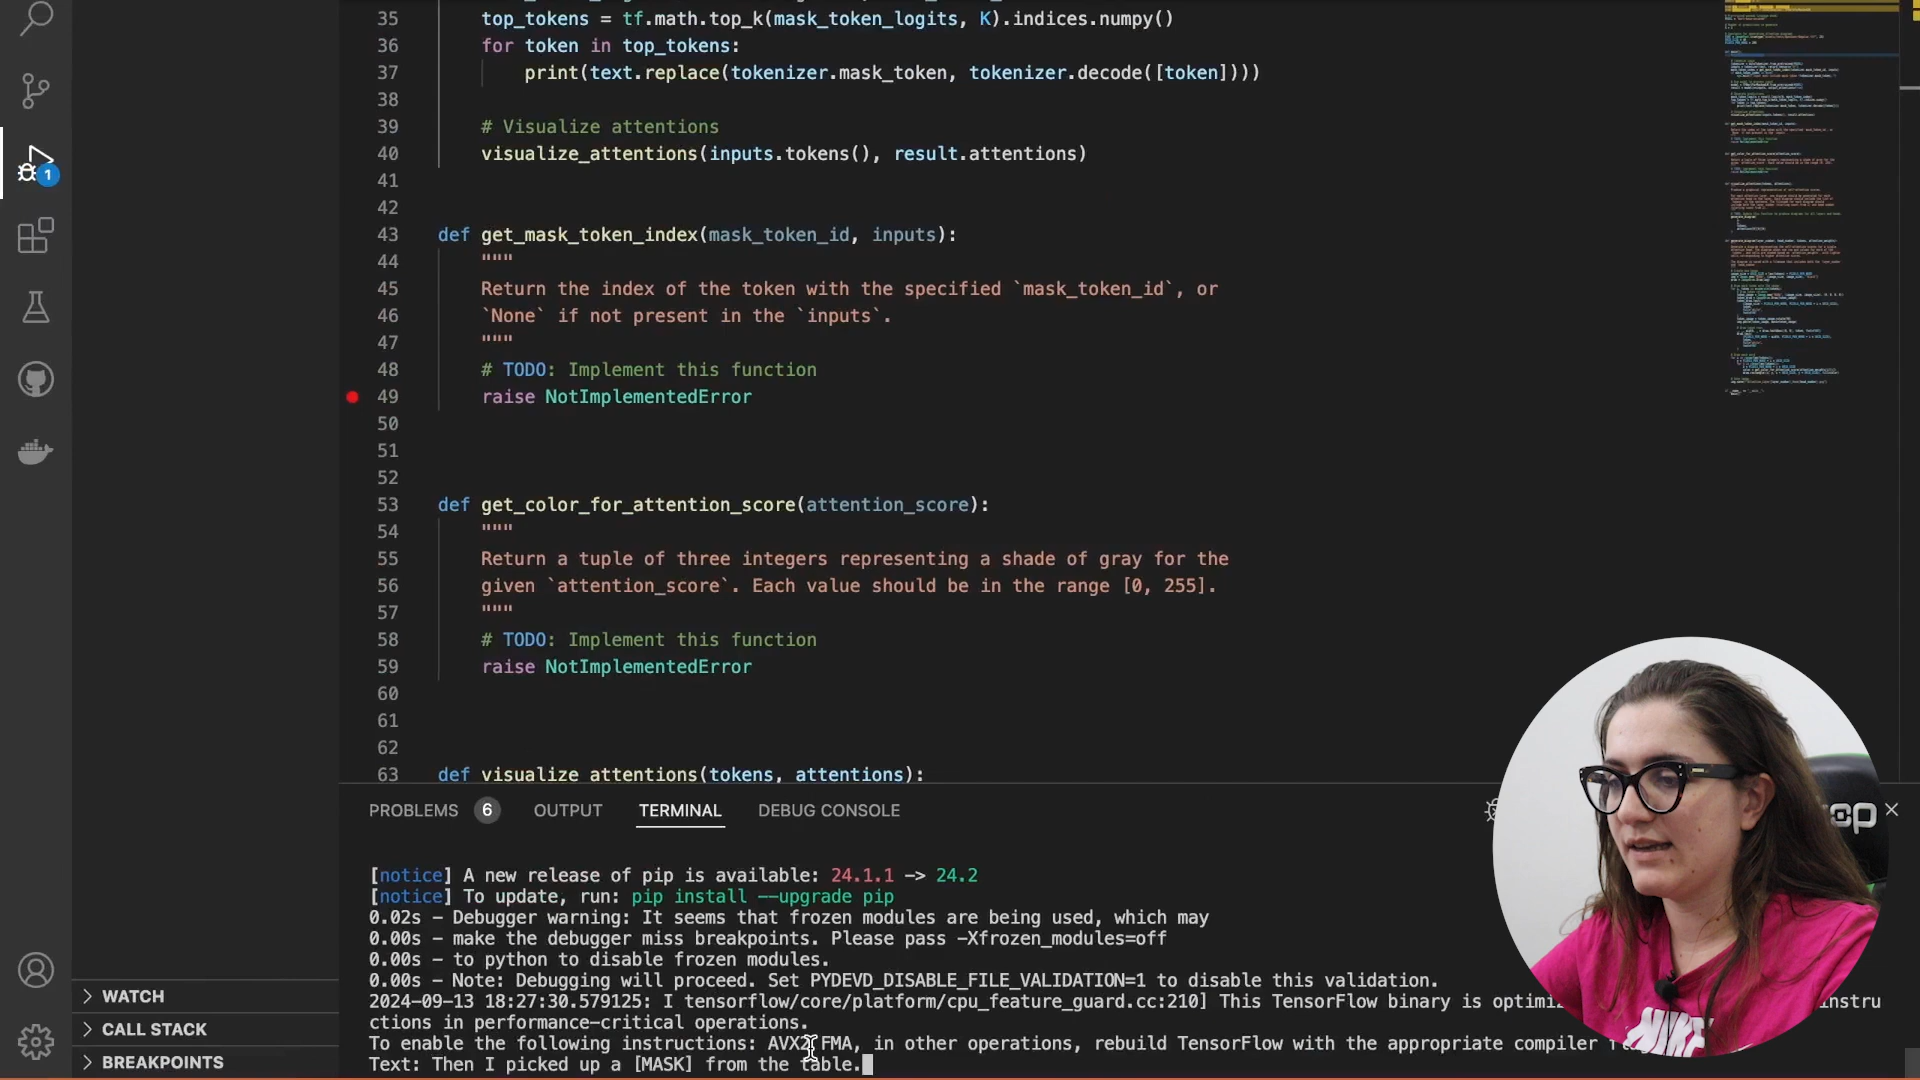 35 top_tokens = tf.math.top_k(mask_token_logits, K).indices.numpy()
36 for token in top_tokens:
37 print(text.replace(tokenizer.mask_token, tokenizer.decode([token])))
38
39 # Visualize attentions
40 visualize_attentions(inputs.tokens(), result.attentions)
41
42
43 def get_mask_token_index(mask_token_id, inputs):
44 """
45 Return the index of the token with the specified `mask_token_id`, or
46 `None` if not present in the `inputs`.
47 """
48 # TODO: Implement this function
49 raise NotImplementedError
50
51
52
53 def get_color_for_attention_score(attention_score):
54 """
55 Return a tuple of three integers representing a shade of gray for the
56 given `attention_score`. Each value should be in the range [0, 255].
57 """
58 # TODO: Implement this function
59 raise NotImplementedError
60
61
62
63 def visualize_attentions(tokens, attentions):
1
PROBLEMS 6 OUTPUT TERMINAL DEBUG CONSOLE
[notice] A new release of pip is available: 24.1.1 -> 24.2
[notice] To update, run: pip install --upgrade pip
0.02s - Debugger warning: It seems that frozen modules are being used, which may
0.00s - make the debugger miss breakpoints. Please pass -Xfrozen_modules=off
0.00s - to python to disable frozen modules.
0.00s - Note: Debugging will proceed. Set PYDEVD_DISABLE_FILE_VALIDATION=1 to disable this validation.
2024-09-13 18:27:30.579125: I tensorflow/core/platform/cpu_feature_guard.cc:210] This TensorFlow binary is optimi instru
ctions in performance-critical operations.
To enable the following instructions: AVX2 FMA, in other operations, rebuild TensorFlow with the appropriate compiler
Text: Then I picked up a [MASK] from the table.
WATCH
CALL STACK
BREAKPOINTS
NIKE